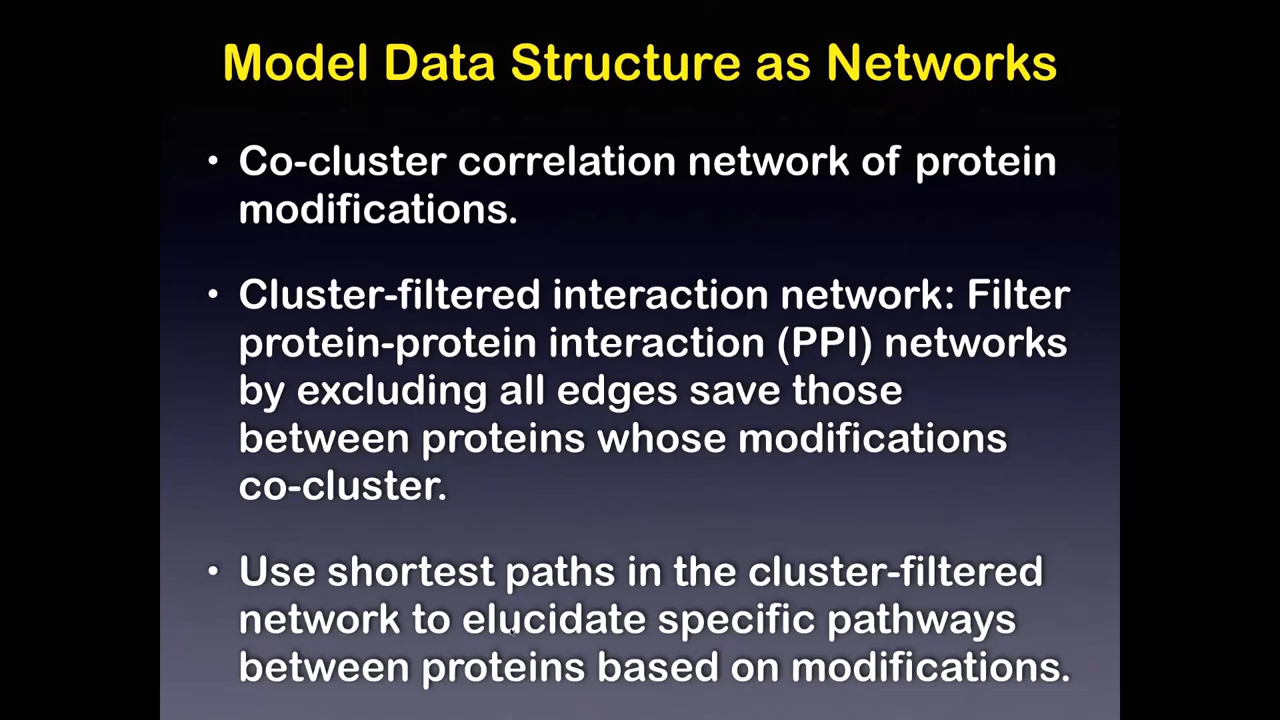 Model Data Structure as Networks
• Co-cluster correlation network of protein
modifications.
• Cluster-filtered interaction network: Filter
protein-protein interaction (PPI) networks
by excluding all edges save those
between proteins whose modifications
co-cluster.
• Use shortest paths in the cluster-filtered
network to elucidate specific pathways
between proteins based on modifications.